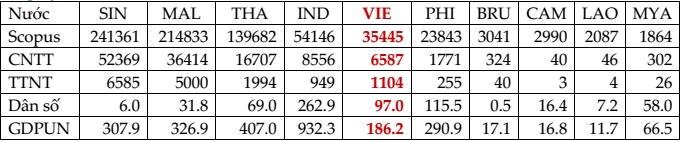 Nước SIN MAL THA IND VIE PHI BRU CAM LAO MYA
Scopus 241361 214833 139682 54146 35445 23843 3041 2990 2087 1864
CNTT 52369 36414 16707 8556 6587 1771 324 40 46 302
TTNT 6585 5000 1994 949 1104 255 40 3 4 26
Dân số 6.0 31.8 69.0 262.9 97.0 115.5 0.5 16.4 7.2 58.0
GDPUN 307.9 326.9 407.0 932.3 186.2 290.9 17.1 16.8 11.7 66.5